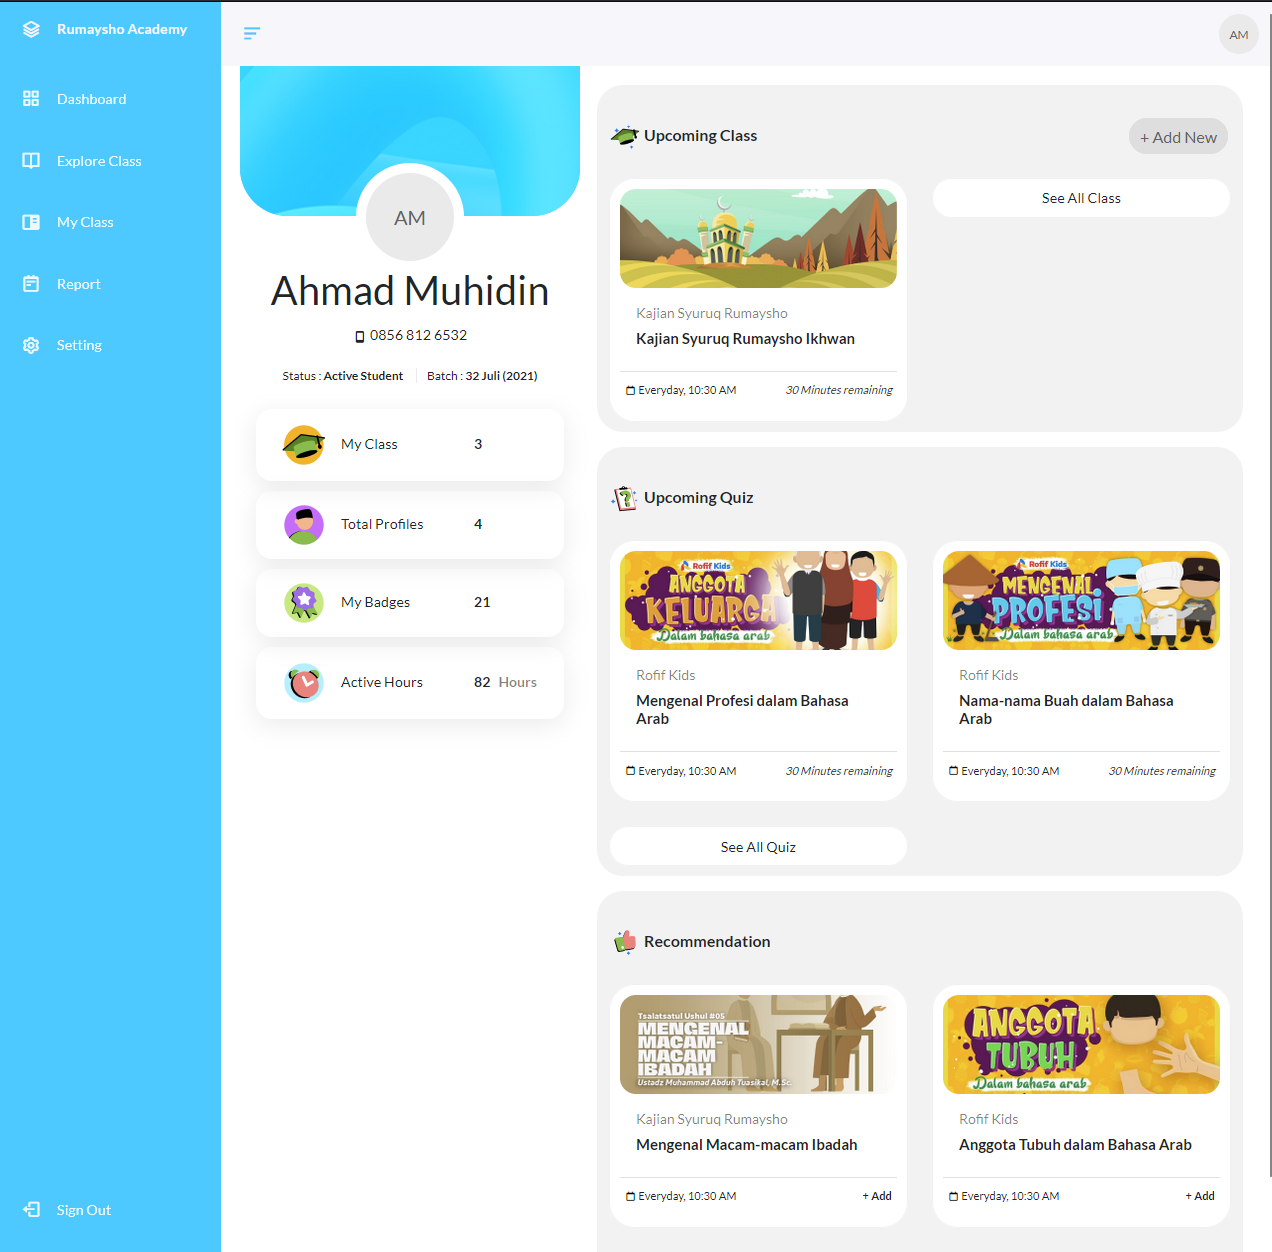 Rumaysho Academy
Dashboard
Explore Class
My Class
Report
Setting
Sign Out
AM
AM
Ahmad Muhidin
0856 812 6532
Status : Active Student
Batch : 32 Juli (2021)
My Class 3
Total Profiles 4
My Badges 21
Active Hours 82 Hours
Upcoming Class
+ Add New
Kajian Syuruq Rumaysho
Kajian Syuruq Rumaysho Ikhwan
Everyday, 10:30 AM 30 Minutes remaining
See All Class
Upcoming Quiz
Rofif Kids
ANGGOTA
KELUARGA
Dalam bahasa arab
Rofif Kids
Mengenal Profesi dalam Bahasa
Arab
Everyday, 10:30 AM 30 Minutes remaining
Rofif Kids
MENGENAL
PROFESI
Dalam bahasa arab
Rofif Kids
Nama-nama Buah dalam Bahasa
Arab
Everyday, 10:30 AM 30 Minutes remaining
See All Quiz
Recommendation
Tsalatsatul Ushul #05
MENGENAL
MACAM-
MACAM
IBADAH
Ustadz Muhammad Abduh Tuasikal, M.Sc.
Kajian Syuruq Rumaysho
Mengenal Macam-macam Ibadah
Everyday, 10:30 AM + Add
ANGGOTA
TUBUH
Dalam bahasa arab
Rofif Kids
Anggota Tubuh dalam Bahasa Arab
Everyday, 10:30 AM + Add